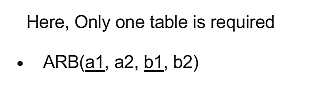 Here, Only one table is required
• ARB(a1, a2, b1, b2)